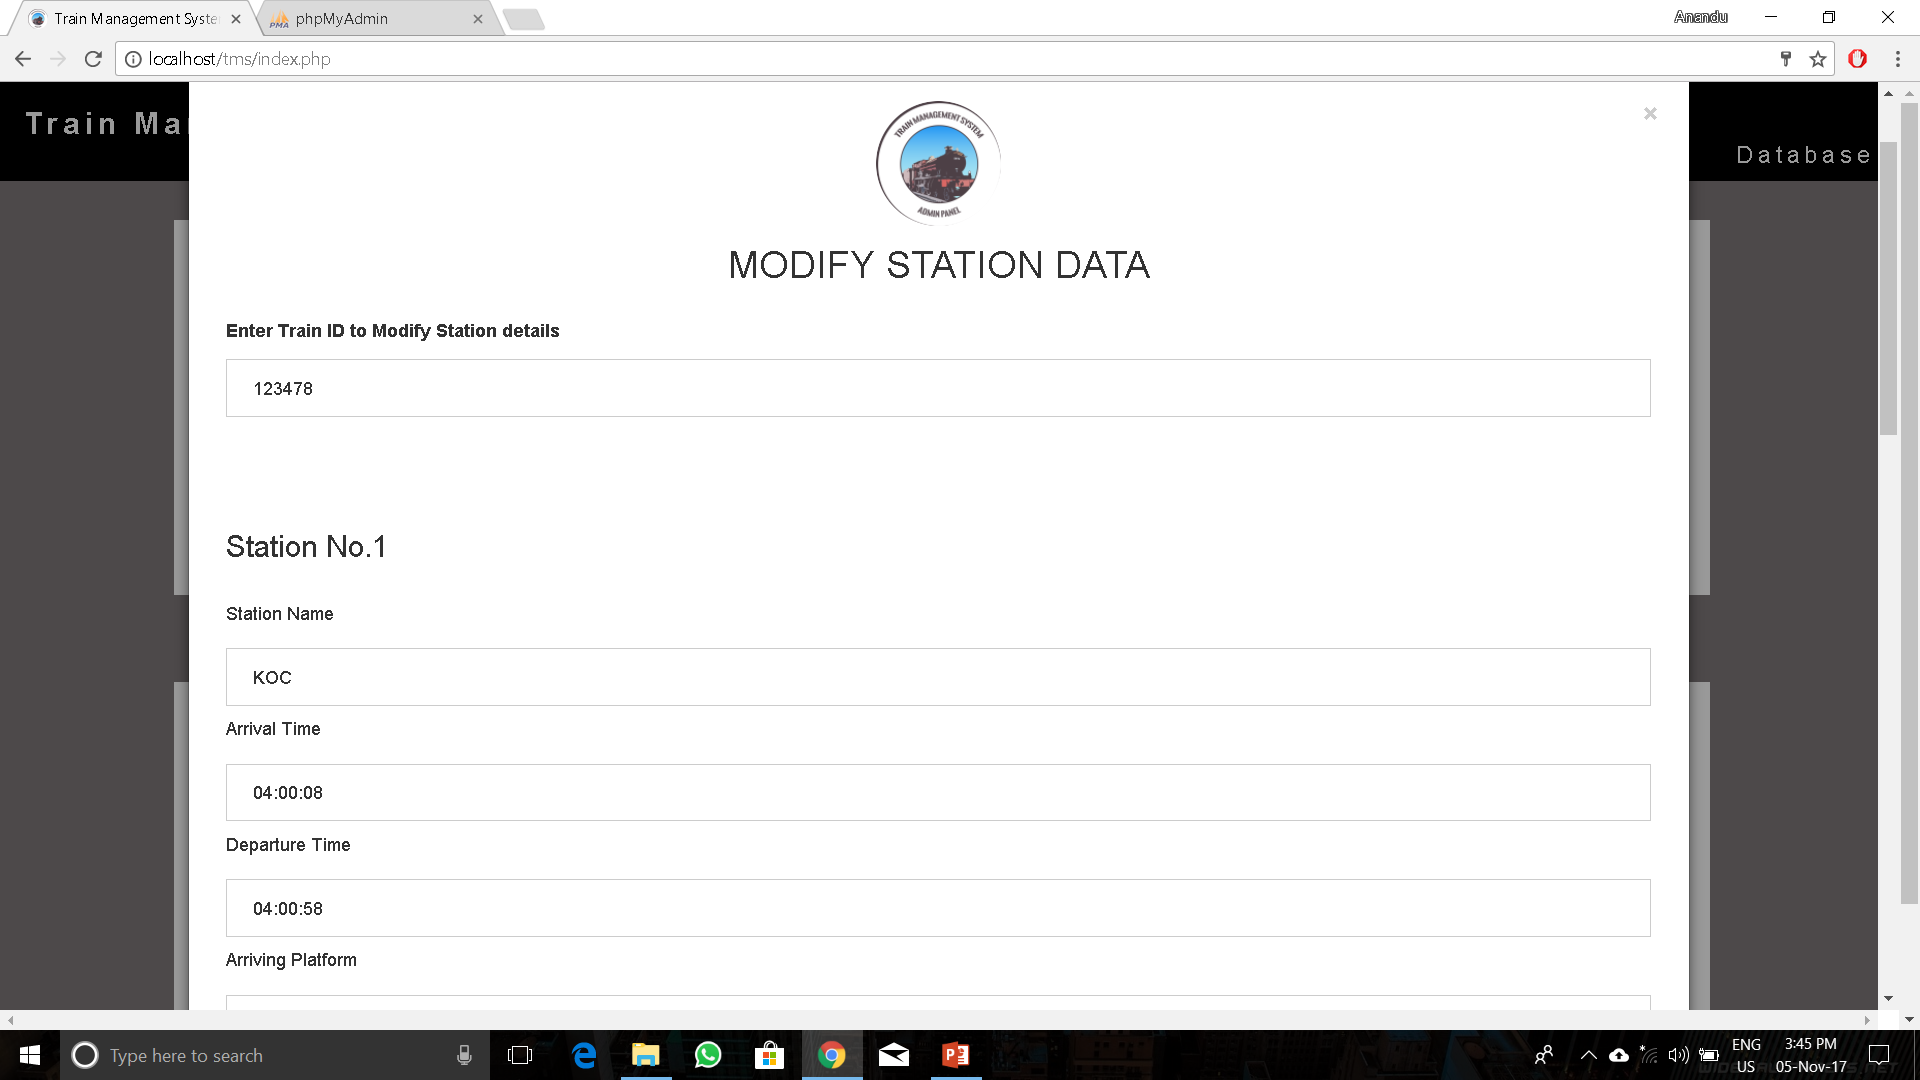 Train Management Syste
phpMyAdmin
Anandu
localhost/tms/index.php
Train Ma
Database
TRAIN MANAGEMENT SYSTEM
ADMIN PANEL
MODIFY STATION DATA
Enter Train ID to Modify Station details
123478
Station No.1
Station Name
KOC
Arrival Time
04:00:08
Departure Time
04:00:58
Arriving Platform
Type here to search
ENG
US
3:45 PM
05-Nov-17